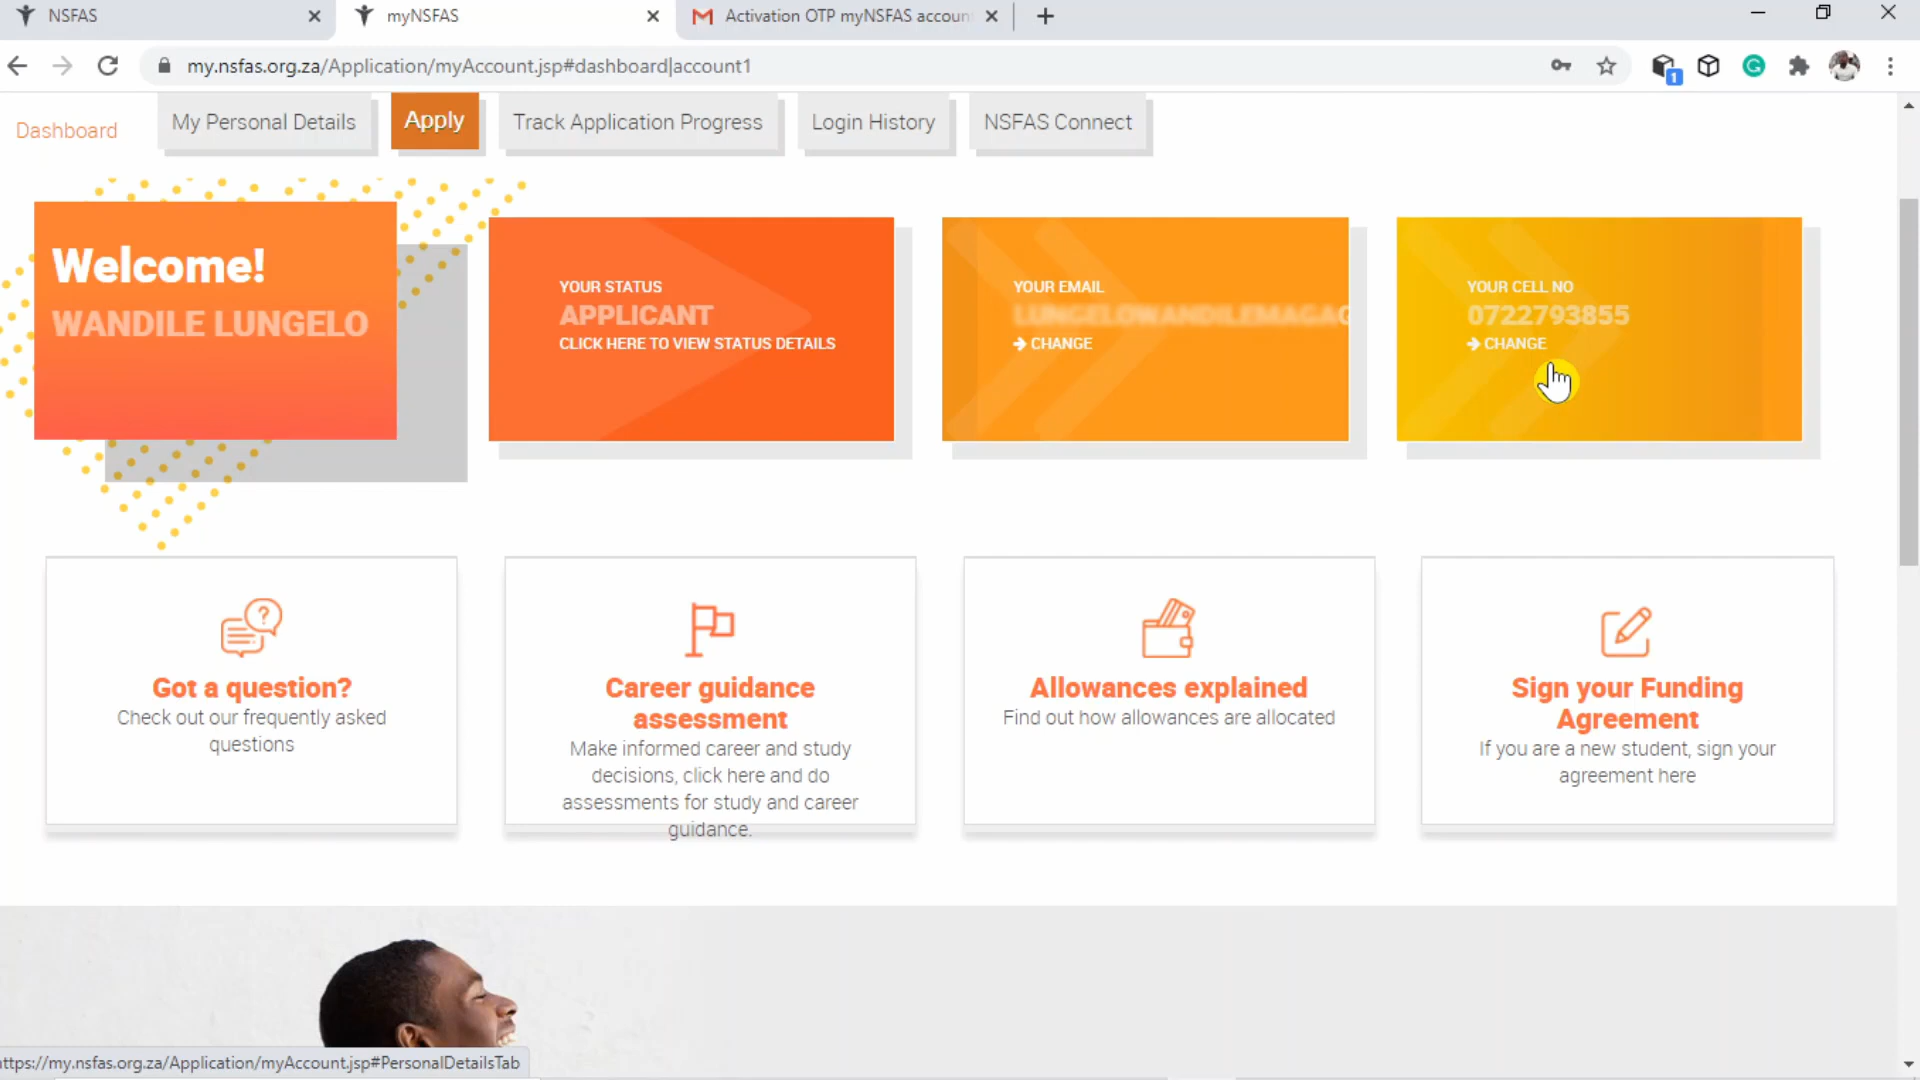 NSFAS
myNSFAS
Activation OTP myNSFAS accoun
my.nsfas.org.za/Application/myAccount.jsp#dashboard|account1
1
Dashboard
My Personal Details
Apply
Track Application Progress
Login History
NSFAS Connect
Welcome!
WANDILE LUNGELO
YOUR STATUS
APPLICANT
CLICK HERE TO VIEW STATUS DETAILS
YOUR EMAIL
LUNGELOWANDILEMAGAC
CHANGE
YOUR CELL NO
0722793855
CHANGE
Got a question?
Check out our frequently asked
questions
Career guidance
assessment
Make informed career and study
decisions, click here and do
assessments for study and career
guidance.
Allowances explained
Find out how allowances are allocated
Sign your Funding
Agreement
If you are a new student, sign your
agreement here
ttps://my.nsfas.org.za/Application/myAccount.jsp#PersonalDetailsTab